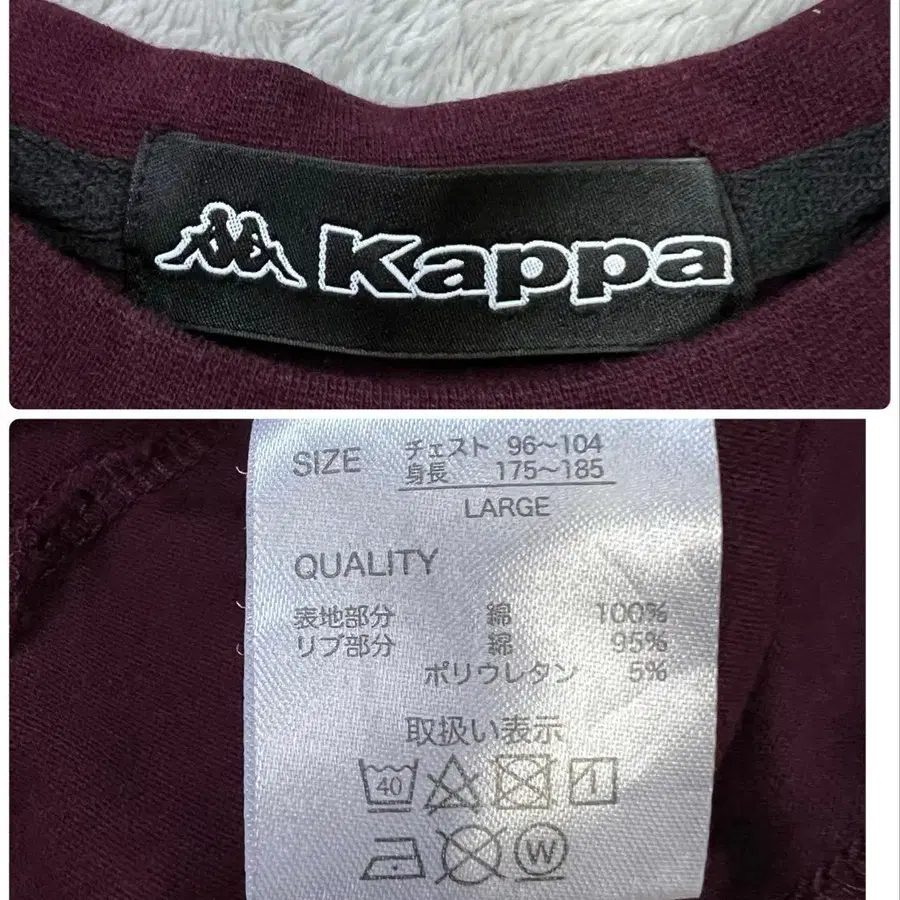 Kappa
SIZE チェスト 96〜104
身長 175〜185
LARGE
QUALITY
表地部分 綿 100%
リブ部分 綿 95%
ポリウレタン 5%
取扱い表示
40
W